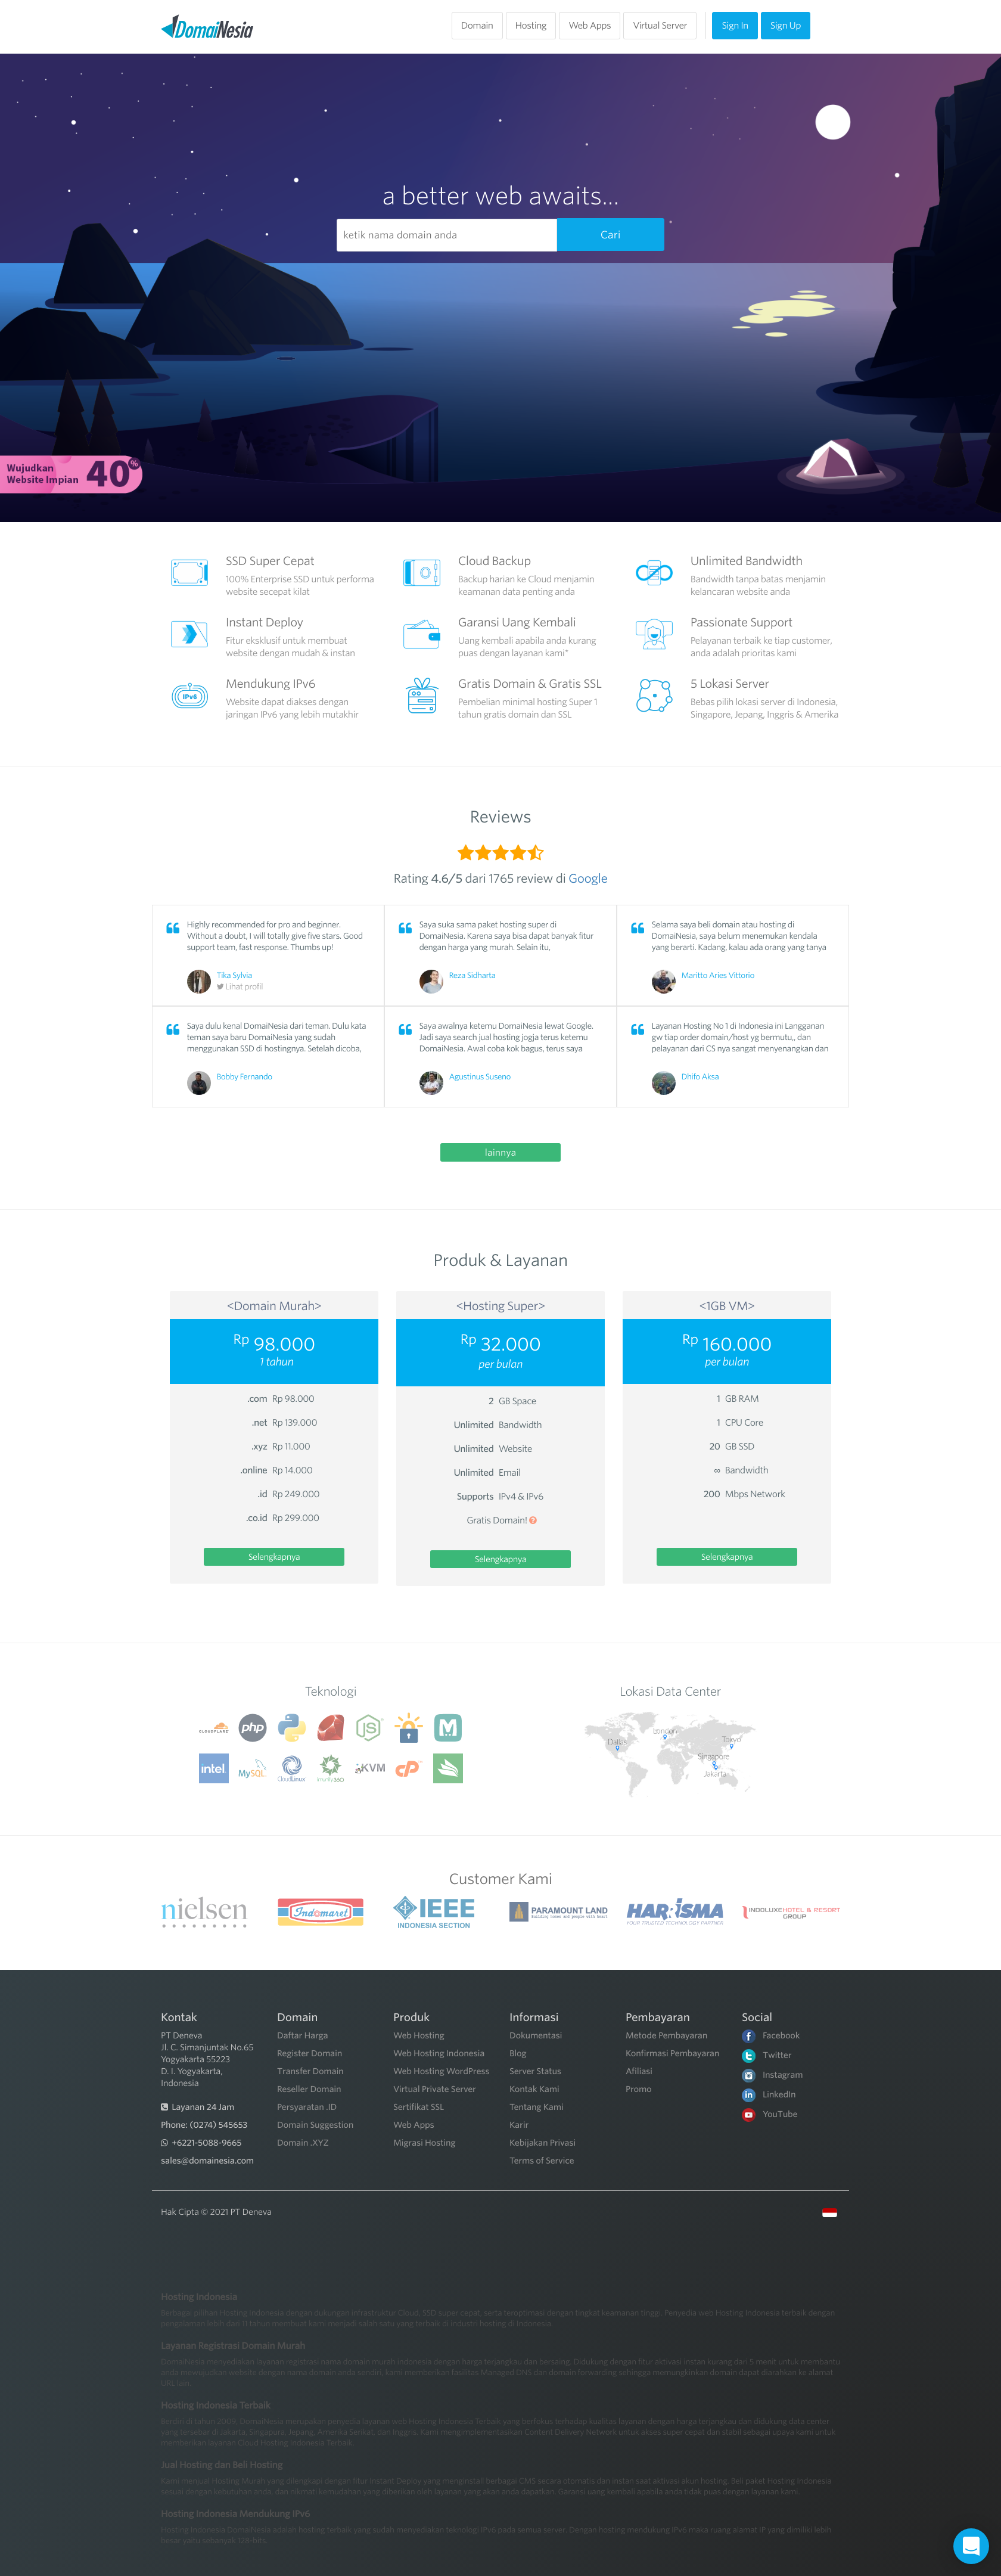 DomaiNesia
Domain
Hosting
Web Apps
Virtual Server
Sign In
Sign Up
a better web awaits...
ketik nama domain anda
Cari
Wujudkan
Website Impian
40%
SSD Super Cepat
100% Enterprise SSD untuk performa
website secepat kilat
Cloud Backup
Backup harian ke Cloud menjamin
keamanan data penting anda
Unlimited Bandwidth
Bandwidth tanpa batas menjamin
kelancaran website anda
Instant Deploy
Fitur eksklusif untuk membuat
website dengan mudah & instan
Garansi Uang Kembali
Uang kembali apabila anda kurang
puas dengan layanan kami*
Passionate Support
Pelayanan terbaik ke tiap customer,
anda adalah prioritas kami
IPv6
Mendukung IPv6
Website dapat diakses dengan
jaringan IPv6 yang lebih mutakhir
Gratis Domain & Gratis SSL
Pembelian minimal hosting Super 1
tahun gratis domain dan SSL
5 Lokasi Server
Bebas pilih lokasi server di Indonesia,
Singapore, Jepang, Inggris & Amerika
Reviews
Rating 4.6/5 dari 1765 review di Google
Highly recommended for pro and beginner.
Without a doubt, I will totally give five stars. Good
support team, fast response. Thumbs up!
Tika Sylvia
Lihat profil
Saya suka sama paket hosting super di
DomaiNesia. Karena saya bisa dapat banyak fitur
dengan harga yang murah. Selain itu,
Reza Sidharta
Selama saya beli domain atau hosting di
DomaiNesia, saya belum menemukan kendala
yang berarti. Kadang, kalau ada orang yang tanya
Maritto Aries Vittorio
Saya dulu kenal DomaiNesia dari teman. Dulu kata
teman saya baru DomaiNesia yang sudah
menggunakan SSD di hostingnya. Setelah dicoba,
Bobby Fernando
Saya awalnya ketemu DomaiNesia lewat Google.
Jadi saya search jual hosting jogja terus ketemu
DomaiNesia. Awal coba kok bagus, terus saya
Agustinus Suseno
Layanan Hosting No 1 di Indonesia ini Langganan
gw tiap order domain/host yg bermutu,, dan
pelayanan dari CS nya sangat menyenangkan dan
Dhifo Aksa
lainnya
Produk & Layanan
<Domain Murah>
Rp 98.000
1 tahun
.com Rp 98.000
.net Rp 139.000
.xyz Rp 11.000
.online Rp 14.000
.id Rp 249.000
.co.id Rp 299.000
Selengkapnya
<Hosting Super>
Rp 32.000
per bulan
2 GB Space
Unlimited Bandwidth
Unlimited Website
Unlimited Email
Supports IPv4 & IPv6
Gratis Domain!
Selengkapnya
<1GB VM>
Rp 160.000
per bulan
1 GB RAM
1 CPU Core
20 GB SSD
∞ Bandwidth
200 Mbps Network
Selengkapnya
Teknologi
CLOUDFLARE
php
JS
M
intel
MySQL
CloudLinux
KVM
cP
Lokasi Data Center
Dallas
London
Tokyo
Singapore
Jakarta
Customer Kami
nielsen
Indomaret
IEEE
INDONESIA SECTION
PARAMOUNT LAND
Building homes and people with heart
HARRISMA
YOUR TRUSTED TECHNOLOGY PARTNER
INDOLUXE HOTEL & RESORT
GROUP
Kontak
PT Deneva
Jl. C. Simanjuntak No.65
Yogyakarta 55223
D. I. Yogyakarta,
Indonesia
Layanan 24 Jam
Phone: (0274) 545653
+6221-5088-9665
sales@domainesia.com
Domain
Daftar Harga
Register Domain
Transfer Domain
Reseller Domain
Persyaratan .ID
Domain Suggestion
Domain .XYZ
Produk
Web Hosting
Web Hosting Indonesia
Web Hosting WordPress
Virtual Private Server
Sertifikat SSL
Web Apps
Migrasi Hosting
Informasi
Dokumentasi
Blog
Server Status
Kontak Kami
Tentang Kami
Karir
Kebijakan Privasi
Terms of Service
Pembayaran
Metode Pembayaran
Konfirmasi Pembayaran
Afiliasi
Promo
Social
Facebook
Twitter
Instagram
LinkedIn
YouTube
Hak Cipta © 2021 PT Deneva
Hosting Indonesia
Layanan Registrasi Domain Murah
Hosting Indonesia Terbaik
Jual Hosting dan Beli Hosting
Hosting Indonesia Mendukung IPv6